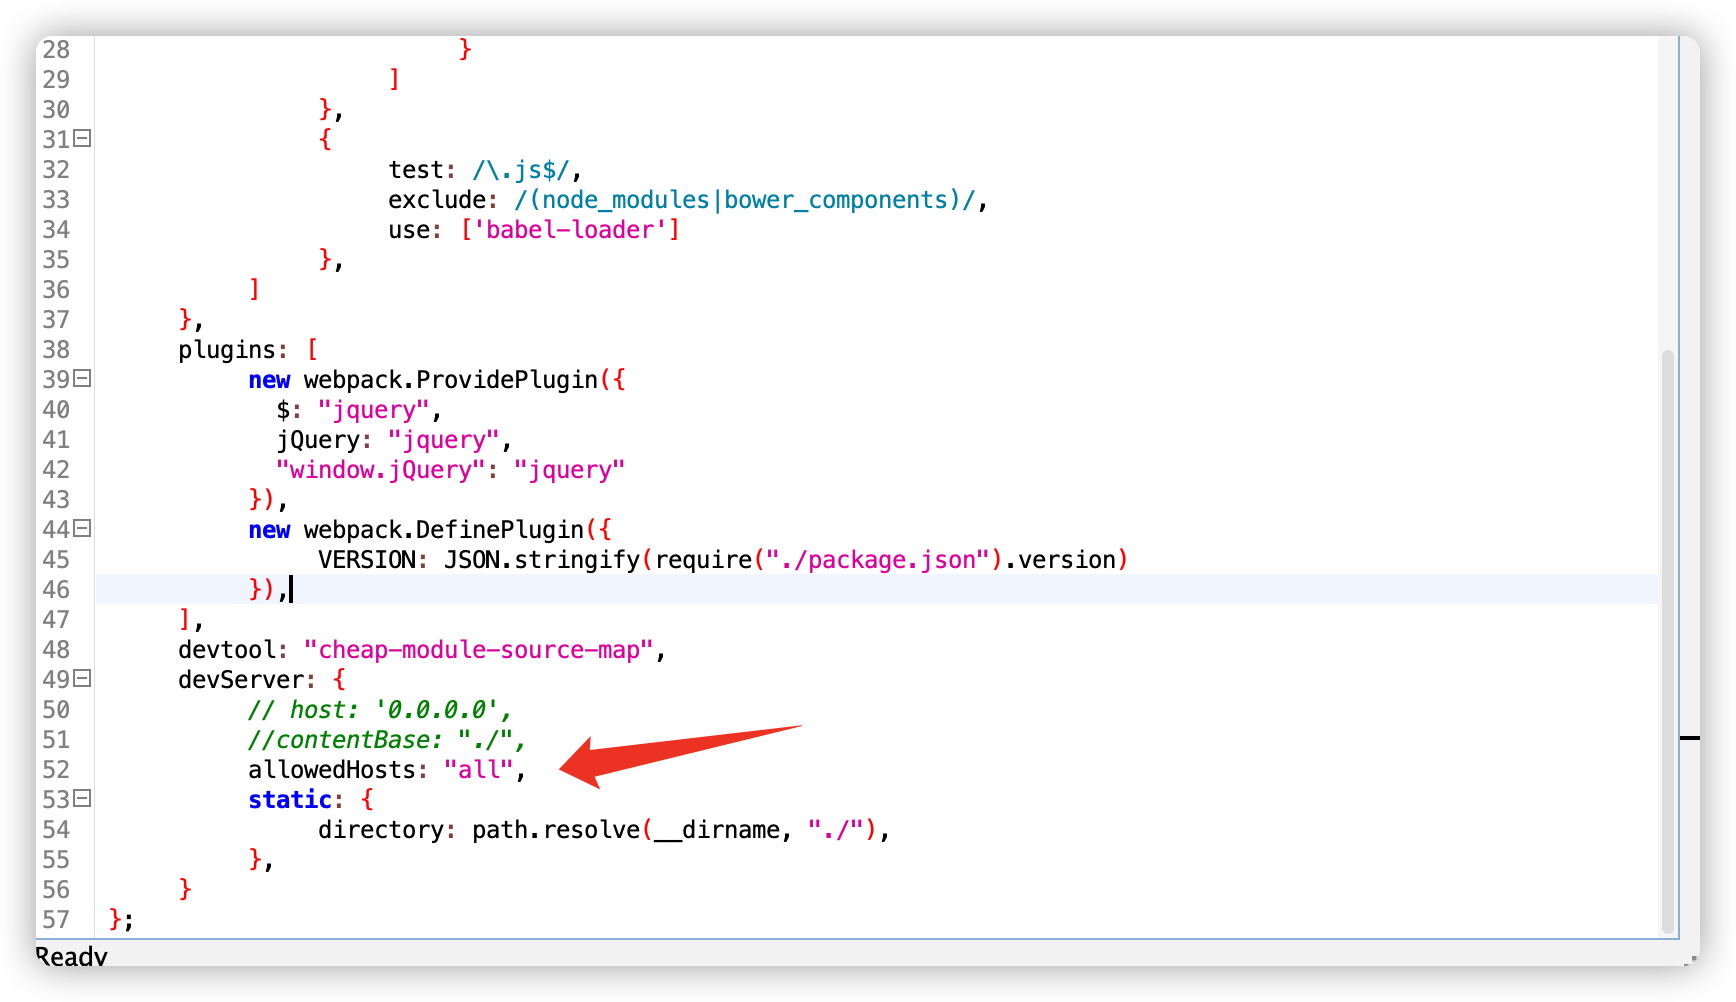 28                          }
29                     ]
30                },
31                {
32                     test: /\.js$/,
33                     exclude: /(node_modules|bower_components)/,
34                     use: ['babel-loader']
35                },
36           ]
37      },
38      plugins: [
39           new webpack.ProvidePlugin({
40             $: "jquery",
41             jQuery: "jquery",
42             "window.jQuery": "jquery"
43           }),
44           new webpack.DefinePlugin({
45                VERSION: JSON.stringify(require("./package.json").version)
46           }),
47      ],
48      devtool: "cheap-module-source-map",
49      devServer: {
50           // host: '0.0.0.0',
51           //contentBase: "./",
52           allowedHosts: "all",
53           static: {
54                directory: path.resolve(__dirname, "./"),
55           },
56      }
57 };
Ready